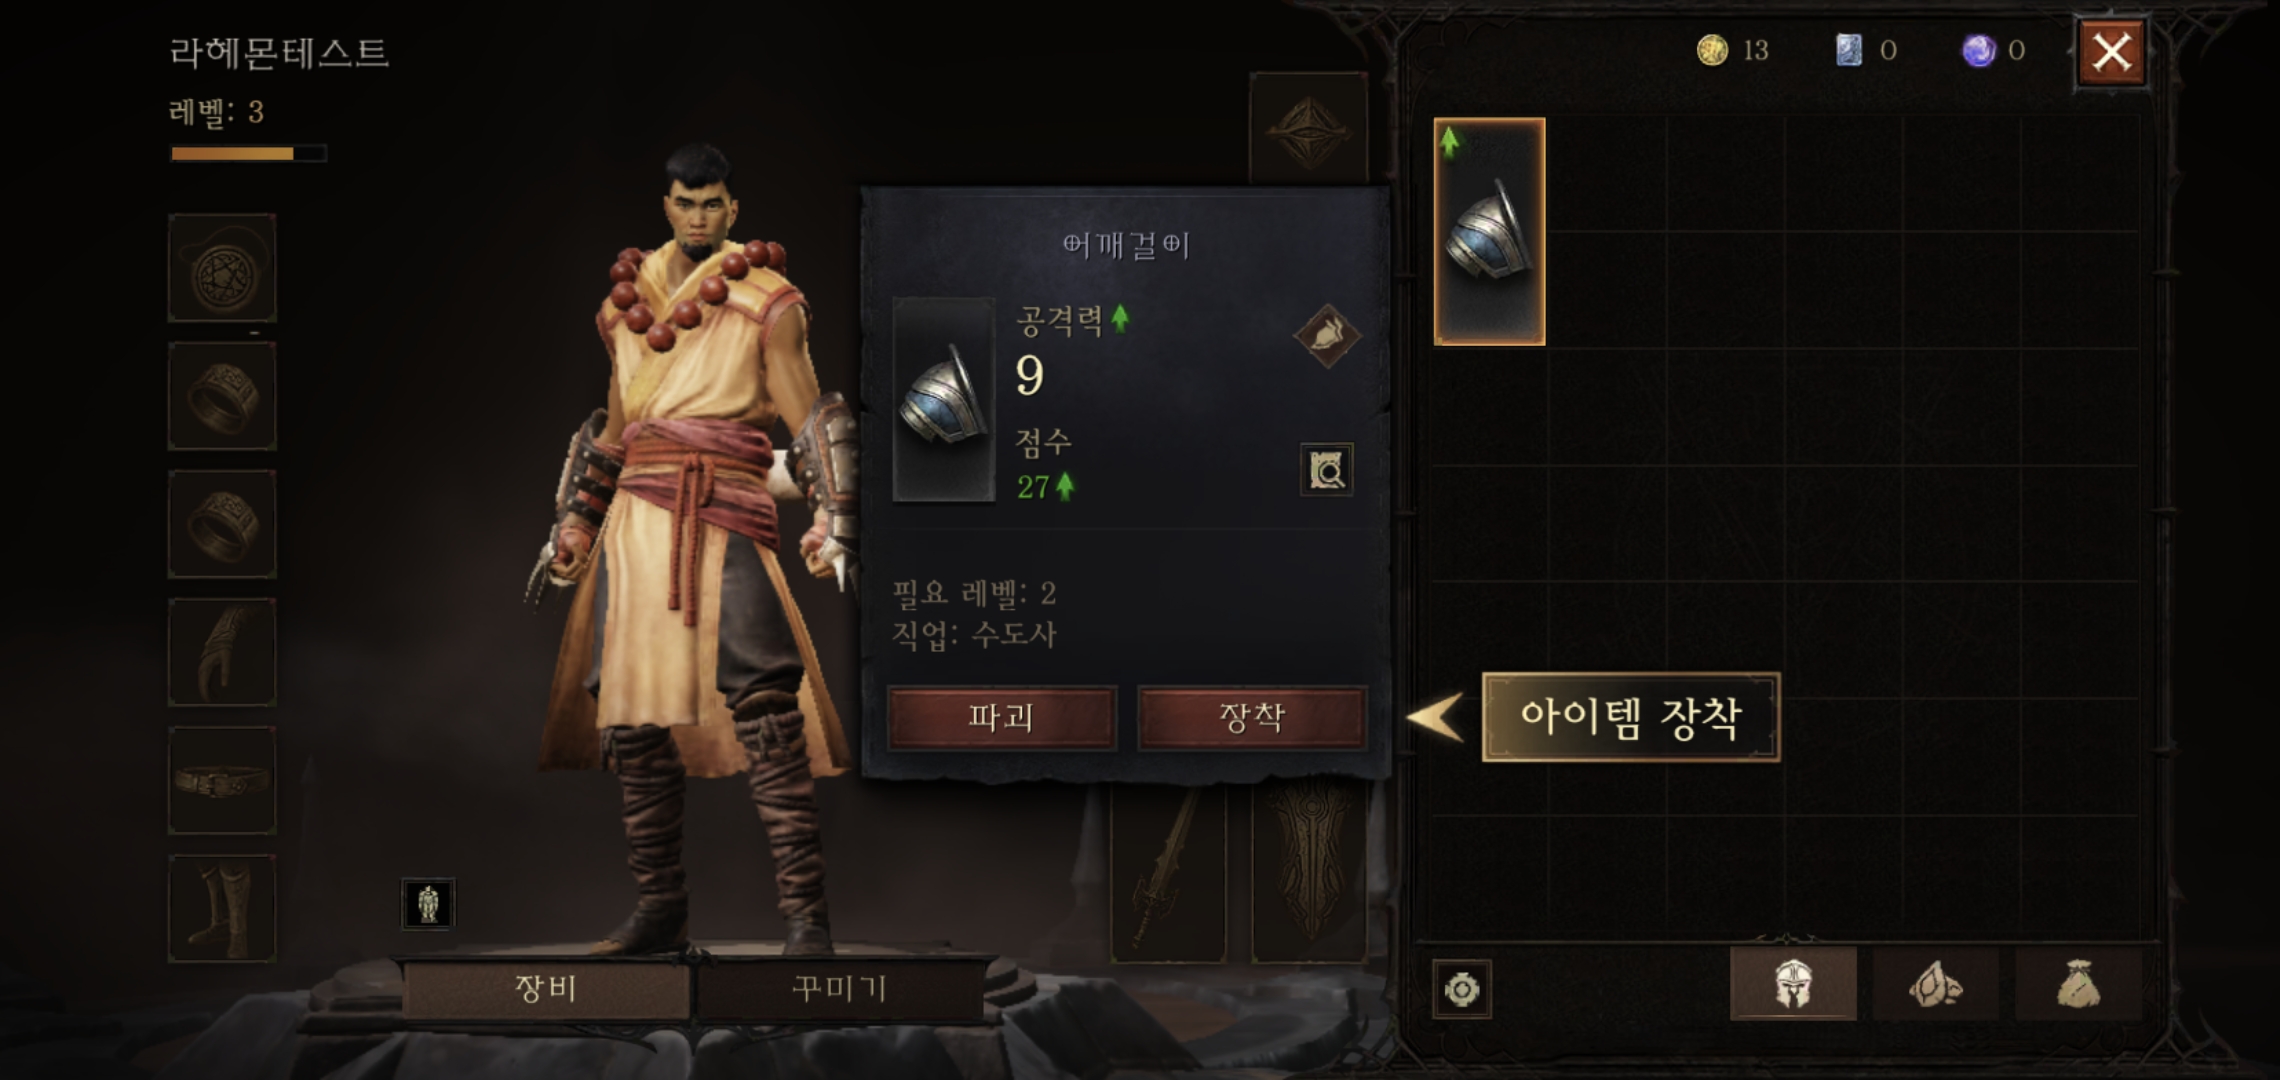 라헤몬테스트
레벨: 3
13
0
0
어깨걸이
공격력
9
점수
27
필요 레벨: 2
직업: 수도사
파괴
장착
아이템 장착
장비
꾸미기